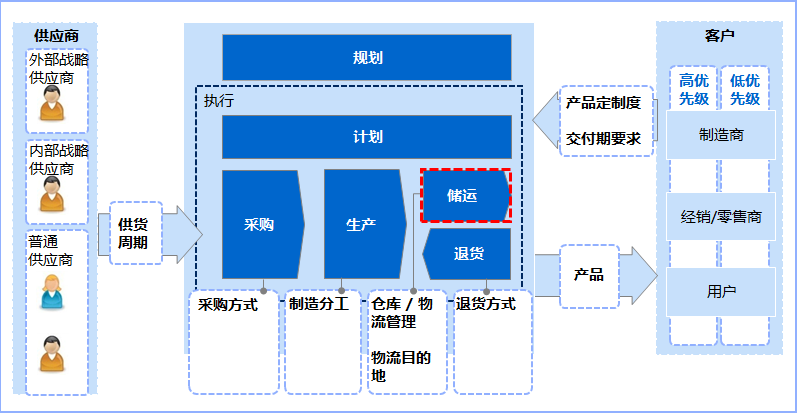 供应商
外部战略
供应商
内部战略
供应商
普通
供应商
供货
周期
规划
执行
计划
采购
生产
储运
退货
采购方式
制造分工
仓库 / 物
流管理
物流目的
地
退货方式
产品定制度
交付期要求
产品
客户
高优
先级
低优
先级
制造商
经销/零售商
用户